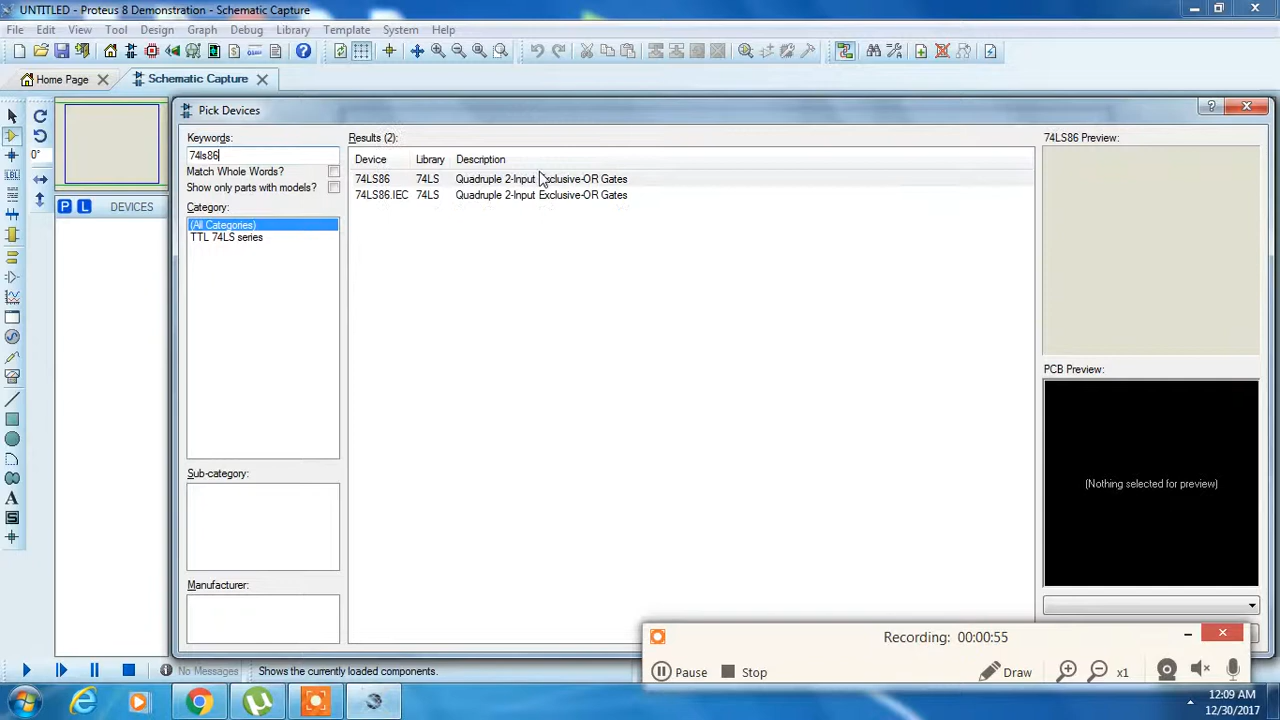 UNTITLED - Proteus 8 Demonstration - Schematic Capture
File Edit View Tool Design Graph Debug Library Template System Help
Home Page
Schematic Capture
Pick Devices
Keywords:
74ls86
Match Whole Words?
Show only parts with models?
Category:
(All Categories)
TTL 74LS series
Sub-category:
Manufacturer:
Results (2):
Device Library Description
74LS86 74LS Quadruple 2-Input Exclusive-OR Gates
74LS86.IEC 74LS Quadruple 2-Input Exclusive-OR Gates
74LS86 Preview:
PCB Preview:
(Nothing selected for preview)
0°
LBL
P L DEVICES
Recording: 00:00:55
Pause Stop Draw x1
No Messages Shows the currently loaded components.
12:09 AM
12/30/2017